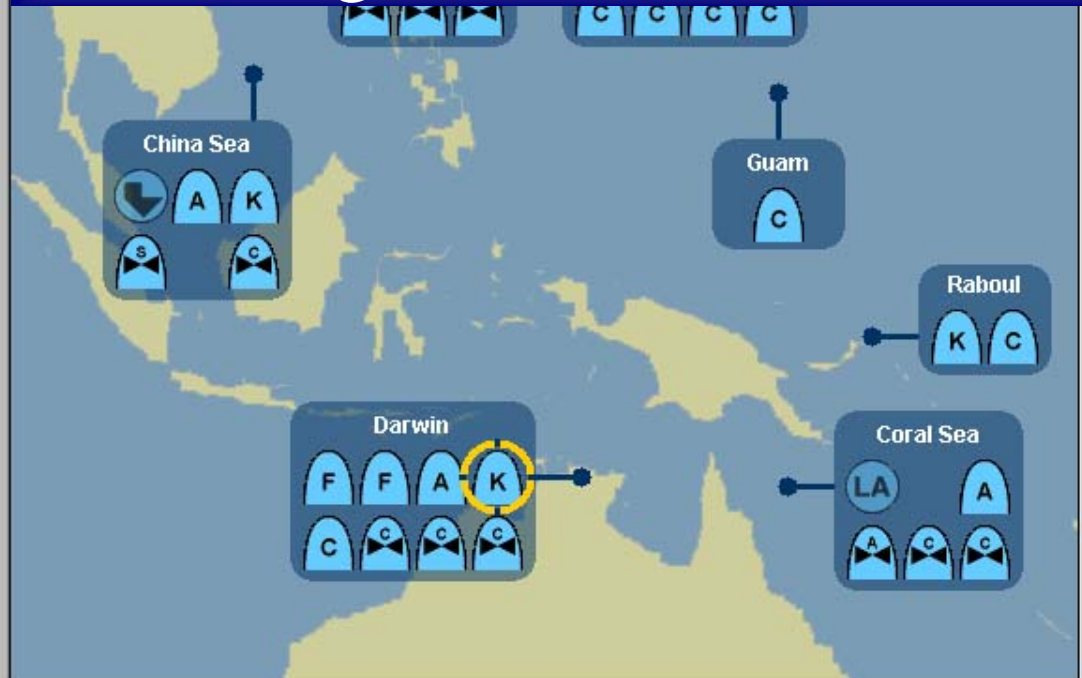 C C C C
China Sea
A K
S C
Guam
C
Raboul
K C
Darwin
F F A K
C C C C
Coral Sea
LA A
A C C